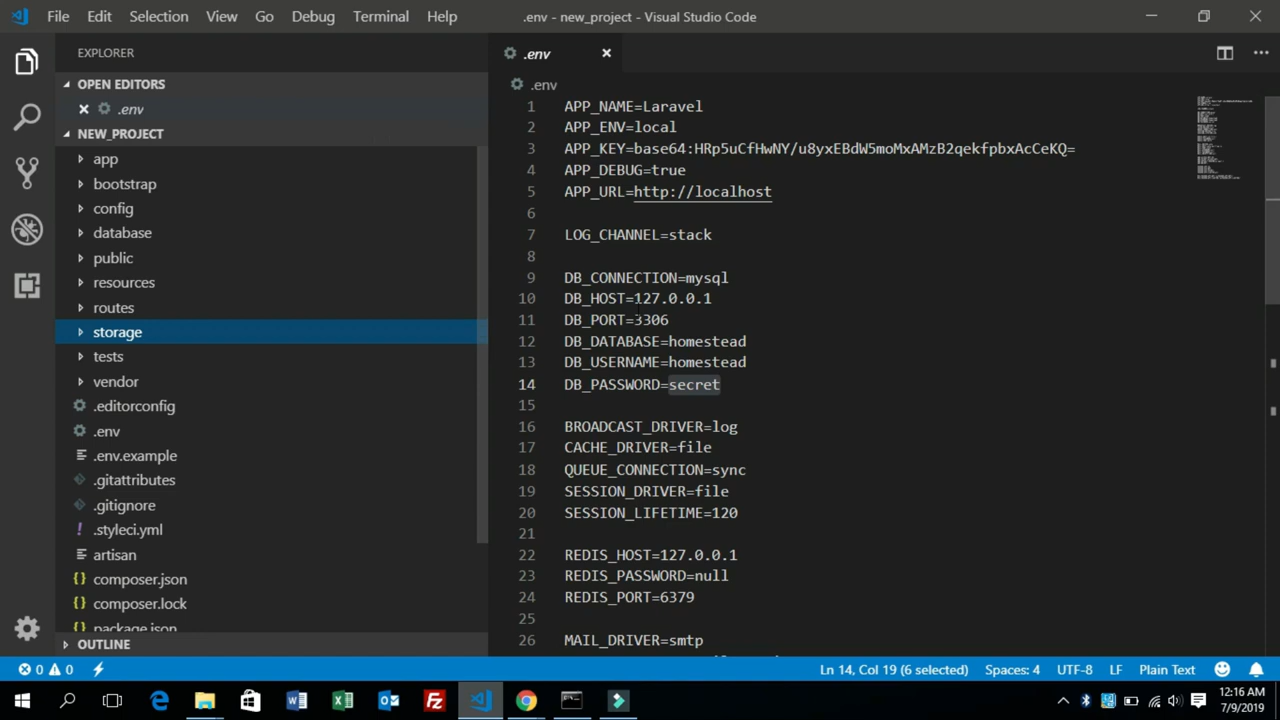 File Edit Selection View Go Debug Terminal Help .env - new_project - Visual Studio Code
EXPLORER
OPEN EDITORS
.env
NEW_PROJECT
app
bootstrap
config
database
public
resources
routes
storage
tests
vendor
.editorconfig
.env
.env.example
.gitattributes
.gitignore
! .styleci.yml
artisan
{} composer.json
{} composer.lock
{} package.json
OUTLINE
.env
.env
1 APP_NAME=Laravel
2 APP_ENV=local
3 APP_KEY=base64:HRp5uCfHwNY/u8yxEBdW5moMxAMzB2qekfpbxAcCeKQ=
4 APP_DEBUG=true
5 APP_URL=http://localhost
6
7 LOG_CHANNEL=stack
8
9 DB_CONNECTION=mysql
10 DB_HOST=127.0.0.1
11 DB_PORT=3306
12 DB_DATABASE=homestead
13 DB_USERNAME=homestead
14 DB_PASSWORD=secret
15
16 BROADCAST_DRIVER=log
17 CACHE_DRIVER=file
18 QUEUE_CONNECTION=sync
19 SESSION_DRIVER=file
20 SESSION_LIFETIME=120
21
22 REDIS_HOST=127.0.0.1
23 REDIS_PASSWORD=null
24 REDIS_PORT=6379
25
26 MAIL_DRIVER=smtp
0 0 Ln 14, Col 19 (6 selected) Spaces: 4 UTF-8 LF Plain Text
12:16 AM
7/9/2019